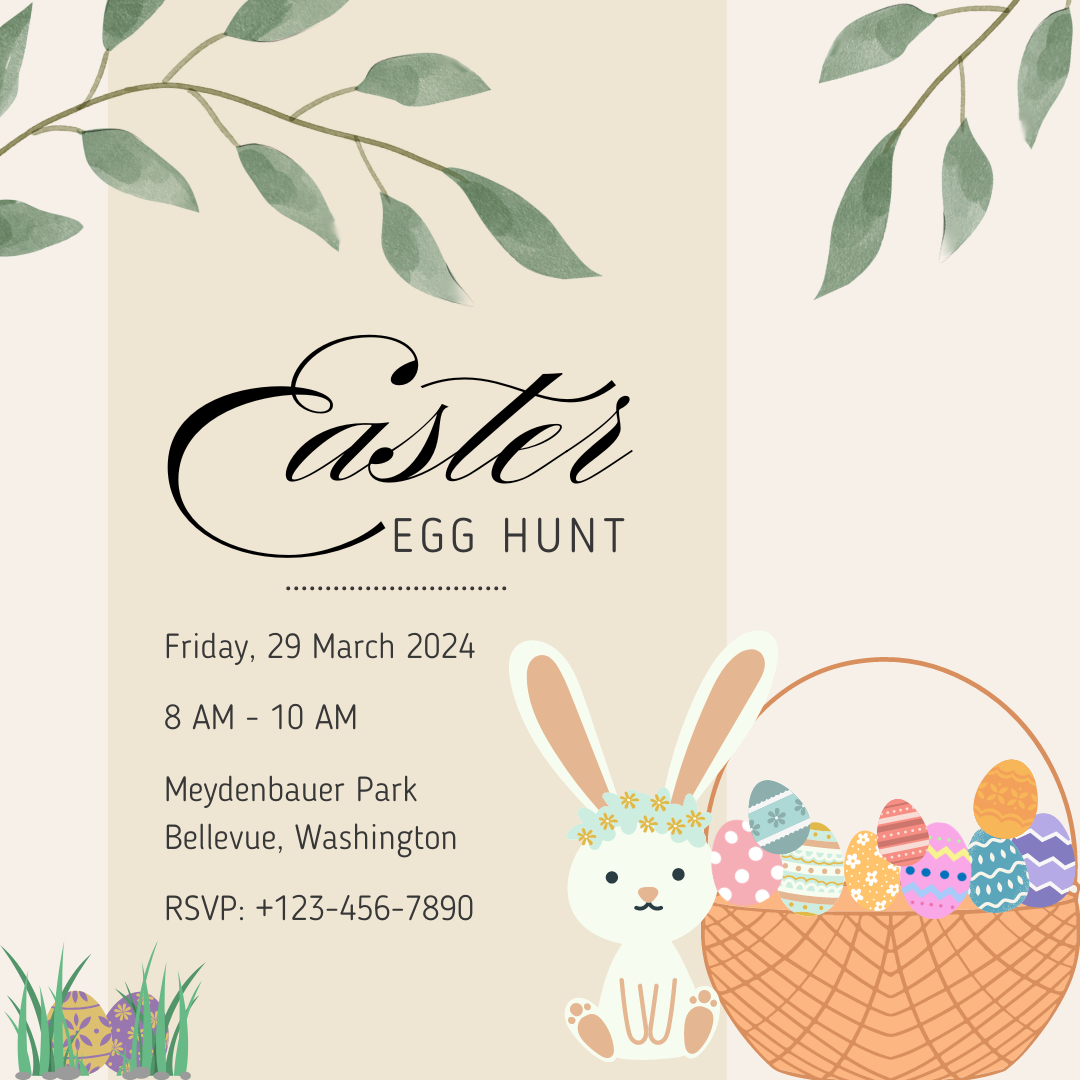 Easter
EGG HUNT
Friday, 29 March 2024
8 AM - 10 AM
Meydenbauer Park
Bellevue, Washington
RSVP: +123-456-7890